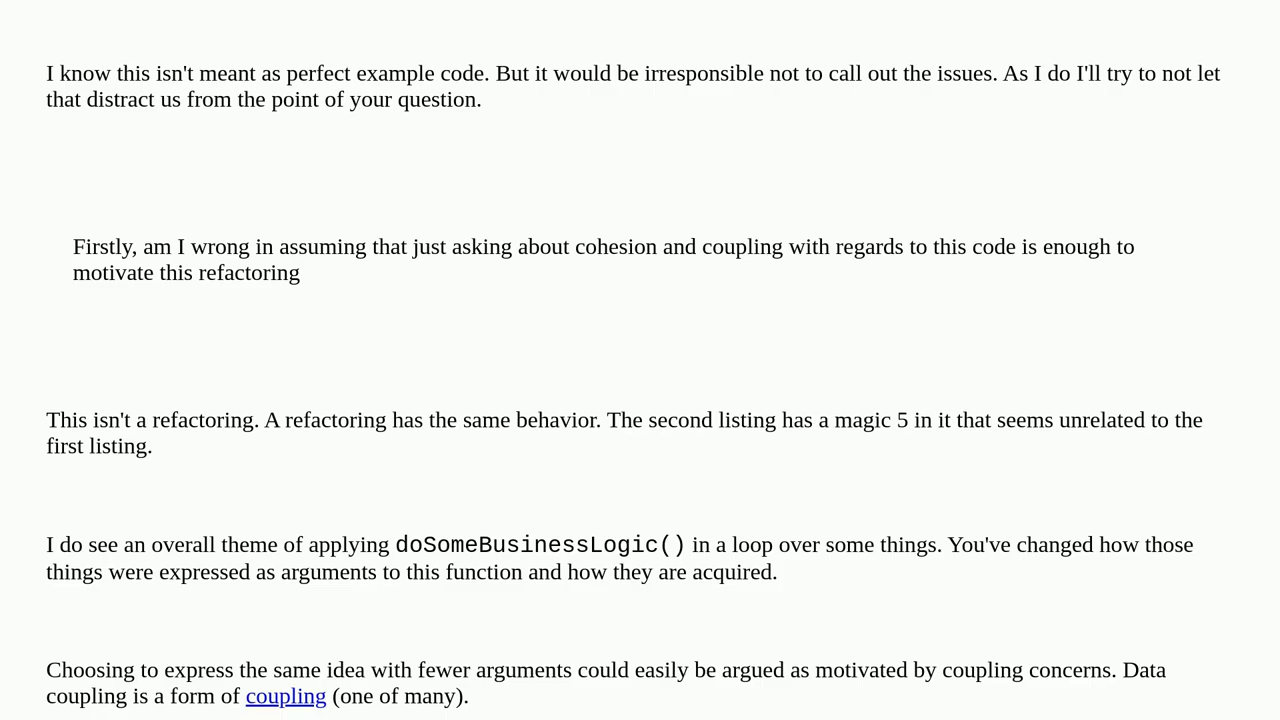 I know this isn't meant as perfect example code. But it would be irresponsible not to call out the issues. As I do I'll try to not let
that distract us from the point of your question.
Firstly, am I wrong in assuming that just asking about cohesion and coupling with regards to this code is enough to
motivate this refactoring
This isn't a refactoring. A refactoring has the same behavior. The second listing has a magic 5 in it that seems unrelated to the
first listing.
I do see an overall theme of applying doSomeBusinessLogic() in a loop over some things. You've changed how those
things were expressed as arguments to this function and how they are acquired.
Choosing to express the same idea with fewer arguments could easily be argued as motivated by coupling concerns. Data
coupling is a form of coupling (one of many).